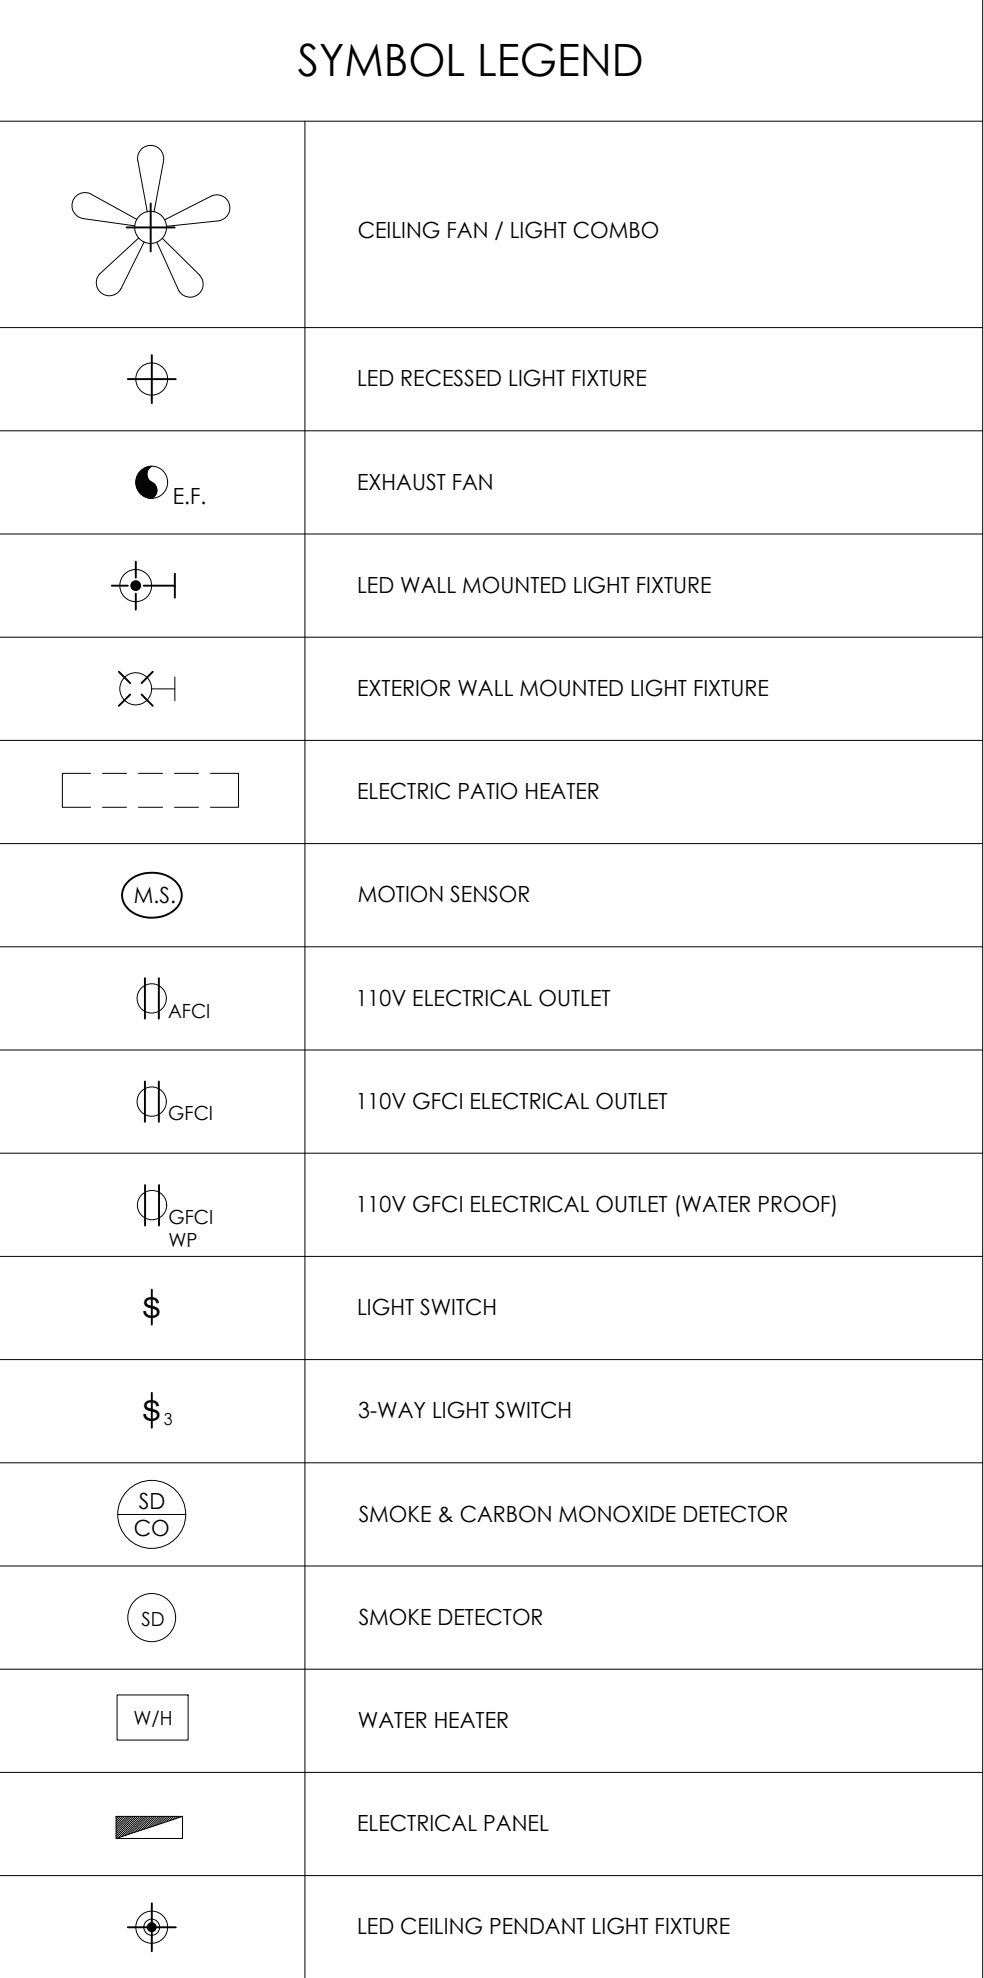 SYMBOL LEGEND
CEILING FAN / LIGHT COMBO
LED RECESSED LIGHT FIXTURE
E.F.
EXHAUST FAN
LED WALL MOUNTED LIGHT FIXTURE
EXTERIOR WALL MOUNTED LIGHT FIXTURE
ELECTRIC PATIO HEATER
M.S.
MOTION SENSOR
AFCI
110V ELECTRICAL OUTLET
GFCI
110V GFCI ELECTRICAL OUTLET
GFCI
WP
110V GFCI ELECTRICAL OUTLET (WATER PROOF)
$
LIGHT SWITCH
$3
3-WAY LIGHT SWITCH
SD
CO
SMOKE & CARBON MONOXIDE DETECTOR
SD
SMOKE DETECTOR
W/H
WATER HEATER
ELECTRICAL PANEL
LED CEILING PENDANT LIGHT FIXTURE